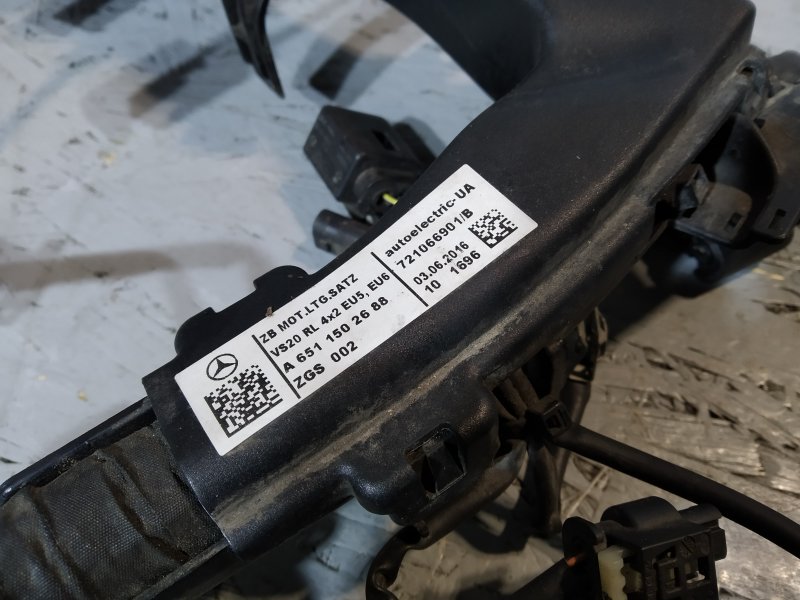 ZB MOT.LTG.SATZ
VS20 RL 4x2 EU5, EU6
A 651 150 26 88
ZGS 002
autoelectric-UA
721066901/B
03.06.2016
10 1696